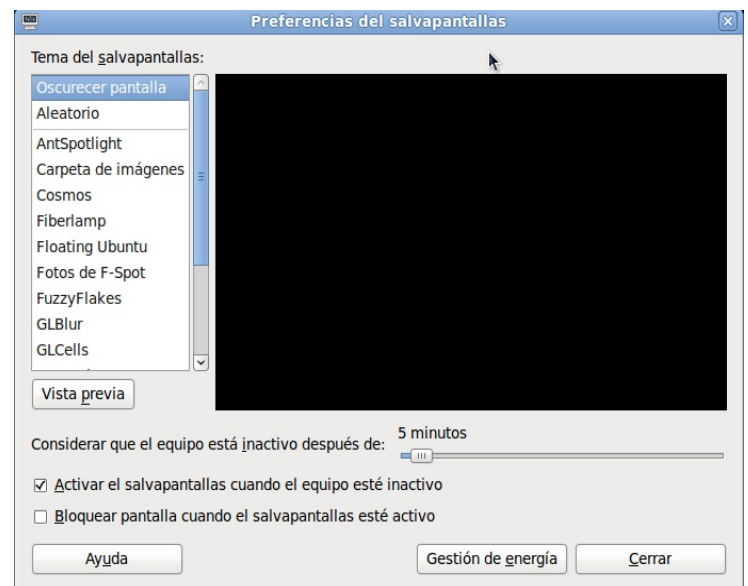 Preferencias del salvapantallas
Tema del salvapantallas:
Oscurecer pantalla
Aleatorio
AntSpotlight
Carpeta de imágenes
Cosmos
Fiberlamp
Floating Ubuntu
Fotos de F-Spot
FuzzyFlakes
GLBlur
GLCells
Vista previa
5 minutos
Considerar que el equipo está inactivo después de:
Activar el salvapantallas cuando el equipo esté inactivo
Bloquear pantalla cuando el salvapantallas esté activo
Ayuda
Gestión de energía
Cerrar